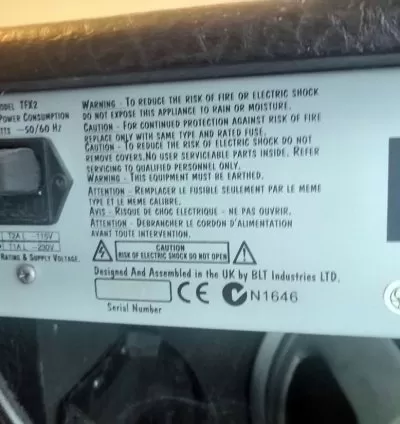 MODEL TFX2
POWER CONSUMPTION
TTS ~50/60 HZ
WARNING - TO REDUCE THE RISK OF FIRE OR ELECTRIC SHOCK
DO NOT EXPOSE THIS APPLIANCE TO RAIN OR MOISTURE.
CAUTION - FOR CONTINUED PROTECTION AGAINST RISK OF FIRE
REPLACE ONLY WITH SAME TYPE AND RATED FUSE.
CAUTION - TO REDUCE THE RISK OF ELECTRIC SHOCK DO NOT
REMOVE COVERS.NO USER SERVICEABLE PARTS INSIDE. REFER
SERVICING TO QUALIFIED PERSONNEL ONLY.
WARNING - THIS EQUIPMENT MUST BE EARTHED.
ATTENTION - REMPLACER LE FUSIBLE SEULEMENT PAR LE MEME
TYPE ET LE MEME CALIBRE.
AVIS - RISQUE DE CHOC ELECTRIQUE - NE PAS OUVRIR.
ATTENTION - DEBRANCHER LE CORDON D'ALIMENTATION
AVANT TOUTE INTERVENTION.
T2A L -115V
T1A L -230V
RATING & SUPPLY VOLTAGE.
CAUTION
RISK OF ELECTRIC SHOCK DO NOT OPEN
Designed And Assembled in the UK by BLT Industries LTD.
CE N1646
Serial Number